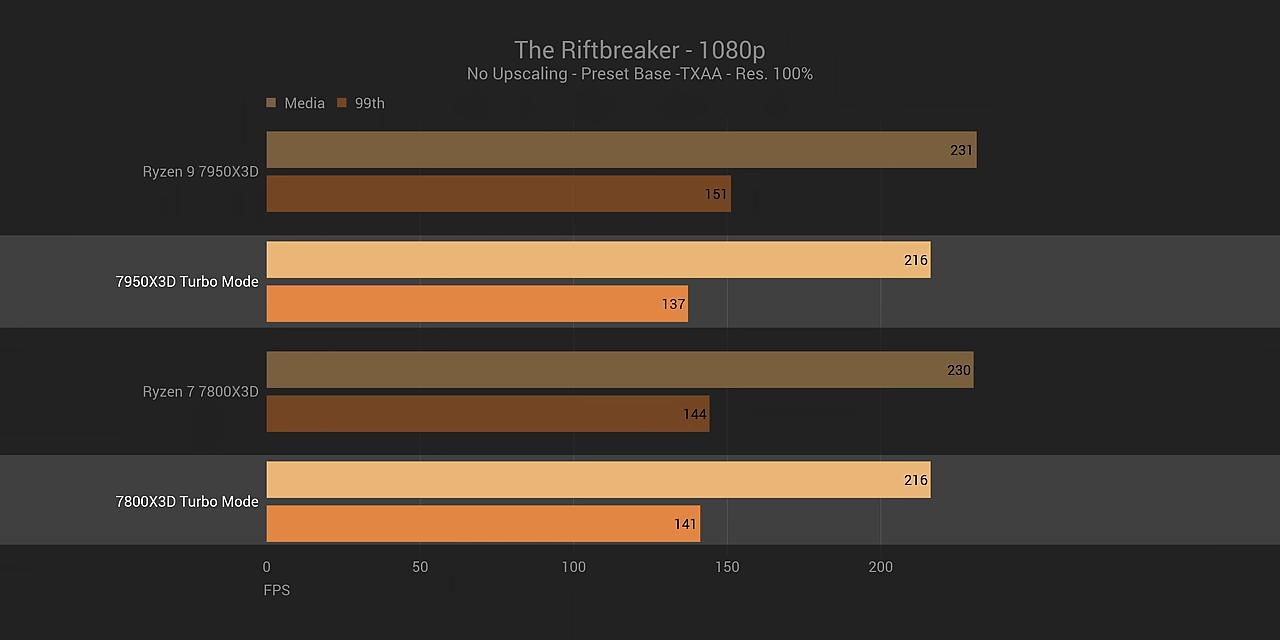 The Riftbreaker - 1080p
No Upscaling - Preset Base -TXAA - Res. 100%
Media 99th
Ryzen 9 7950X3D
231
151
7950X3D Turbo Mode
216
137
Ryzen 7 7800X3D
230
144
7800X3D Turbo Mode
216
141
0 50 100 150 200
FPS